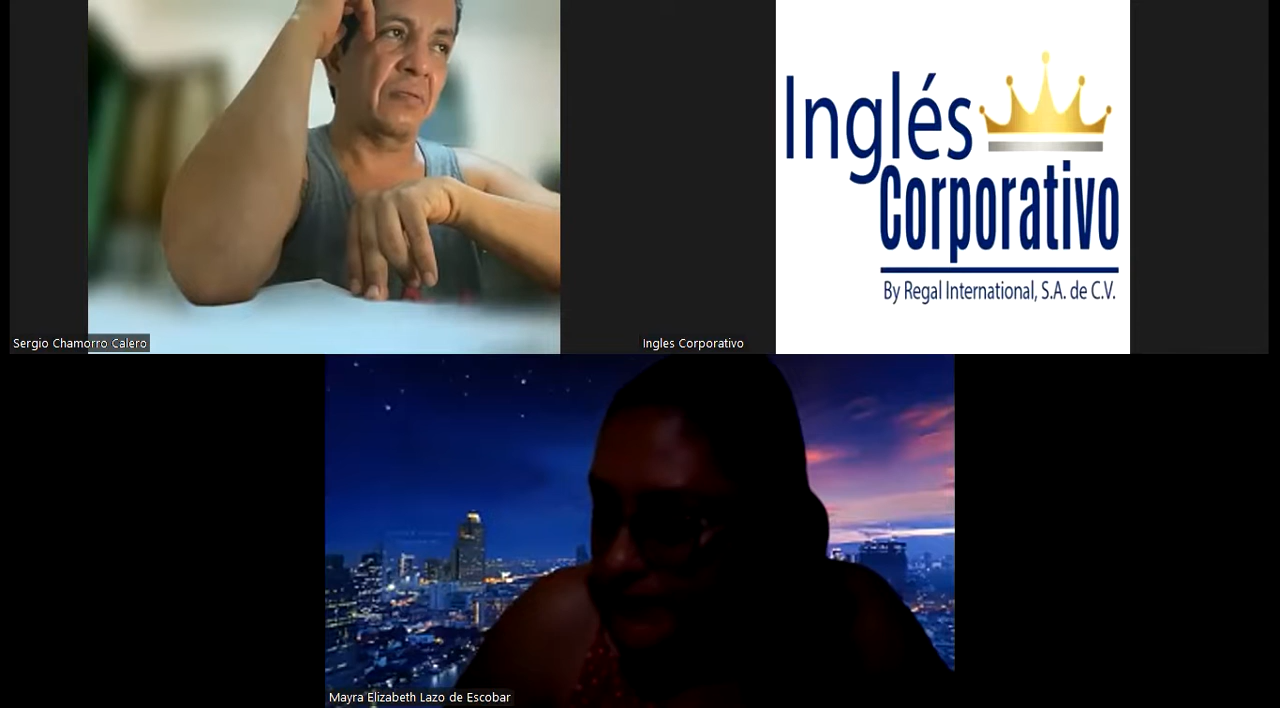 Inglés
Corporativo
By Regal International, S.A. de C.V.
Sergio Chamorro Calero
Ingles Corporativo
Mayra Elizabeth Lazo de Escobar